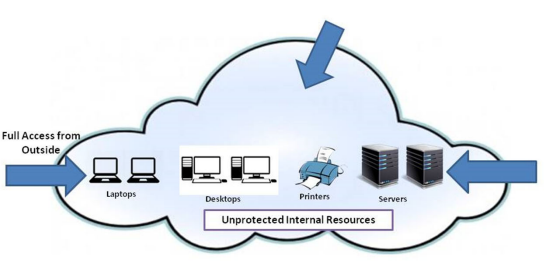 Full Access from
Outside
Laptops
Desktops
Printers
Servers
Unprotected Internal Resources